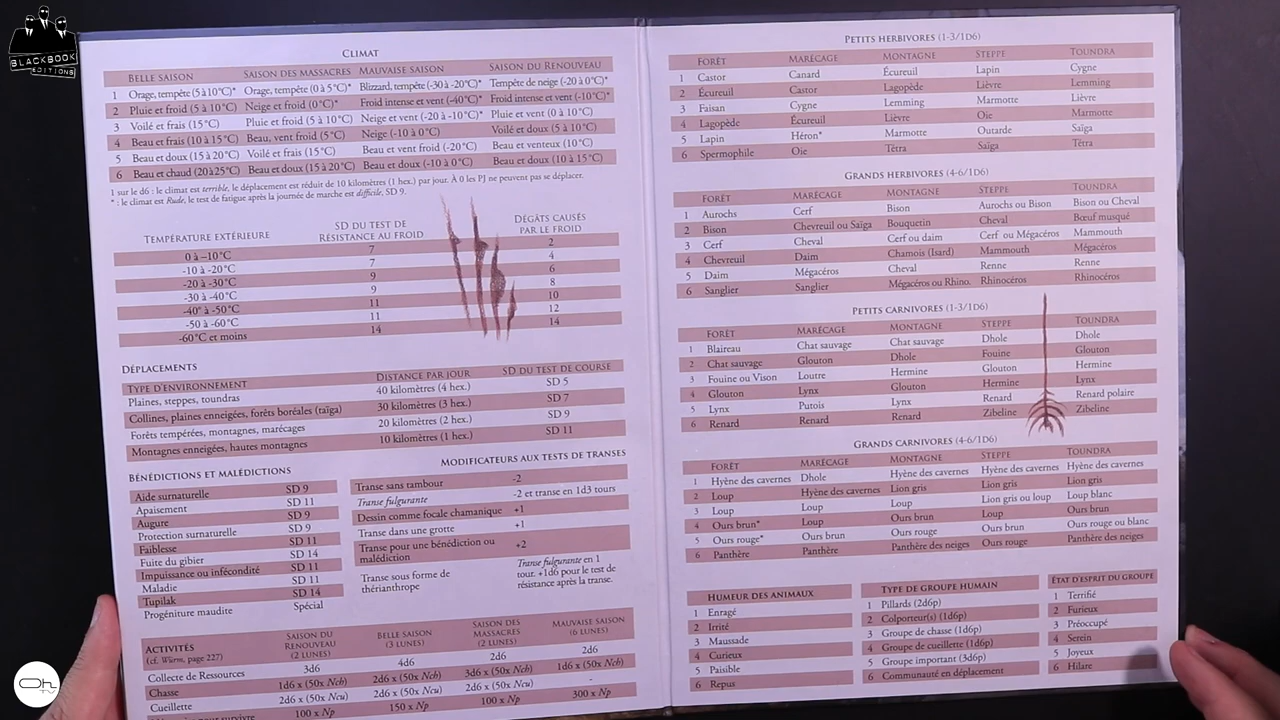 BLACKBOOK
EDITIONS
CLIMAT
BELLE SAISON SAISON DES MASSACRES MAUVAISE SAISON SAISON DU RENOUVEAU
1 Orage, tempête (5 à 10°C)* Orage, tempête (0 à 5°C)* Blizzard, tempête (-30 à -20°C)* Tempête de neige (-20 à 0°C)*
2 Pluie et froid (5 à 10°C) Neige et froid (0°C)* Froid intense et vent (-40°C)* Froid intense et vent (-10°C)*
3 Voilé et frais (15°C) Pluie et froid (5 à 10°C) Neige et vent (-20 à -10°C)* Pluie et vent (0 à 10°C)
4 Beau et frais (10 à 15°C) Beau, vent froid (5°C) Neige (-10 à 0°C) Voilé et doux (5 à 10°C)
5 Beau et doux (15 à 20°C) Voilé et frais (15°C) Beau et vent froid (-20°C) Beau et venteux (10°C)
6 Beau et chaud (20 à 25°C) Beau et doux (15 à 20°C) Beau et doux (-10 à 0°C) Beau et doux (10 à 15°C)
1 sur le d6 : le climat est terrible, le déplacement est réduit de 10 kilomètres (1 hex.) par jour. À 0 les PJ ne peuvent pas se déplacer.
* : le climat est Rude, le test de fatigue après la journée de marche est difficile, SD 9.
TEMPÉRATURE EXTÉRIEURE SD DU TEST DE RÉSISTANCE AU FROID DÉGÂTS CAUSÉS PAR LE FROID
0 à –10°C 7 2
-10 à -20°C 7 4
-20 à -30°C 9 6
-30 à -40°C 9 8
-40° à -50°C 11 10
-50 à -60°C 11 12
-60°C et moins 14 14
DÉPLACEMENTS
TYPE D'ENVIRONNEMENT DISTANCE PAR JOUR SD DU TEST DE COURSE
Plaines, steppes, toundras 40 kilomètres (4 hex.) SD 5
Collines, plaines enneigées, forêts boréales (taïga) 30 kilomètres (3 hex.) SD 7
Forêts tempérées, montagnes, marécages 20 kilomètres (2 hex.) SD 9
Montagnes enneigées, hautes montagnes 10 kilomètres (1 hex.) SD 11
BÉNÉDICTIONS ET MALÉDICTIONS
Aide surnaturelle SD 9
Apaisement SD 11
Augure SD 9
Protection surnaturelle SD 9
Faiblesse SD 11
Fuite du gibier SD 14
Impuissance ou infécondité SD 11
Maladie SD 11
Tupilak SD 14
Progéniture maudite Spécial
MODIFICATEURS AUX TESTS DE TRANSES
Transe sans tambour -2
Transe fulgurante -2 et transe en 1d3 tours
Dessin comme focale chamanique +1
Transe dans une grotte +1
Transe pour une bénédiction ou malédiction +2
Transe sous forme de thérianthrope Transe fulgurante en 1 tour. +1d6 pour le test de résistance après la transe.
ACTIVITÉS (cf. Würm, page 227) SAISON DU RENOUVEAU (2 LUNES) BELLE SAISON (3 LUNES) SAISON DES MASSACRES (2 LUNES) MAUVAISE SAISON (6 LUNES)
Collecte de Ressources 3d6 4d6 2d6 2d6
Chasse 1d6 x (50x Nch) 2d6 x (50x Nch) 3d6 x (50x Nch) 1d6 x (50x Nch)
Cueillette 2d6 x (50x Ncu) 2d6 x (50x Ncu) 2d6 x (50x Ncu) -
100 x Np 150 x Np 100 x Np 300 x Np
PETITS HERBIVORES (1-3/1D6)
FORÊT MARÉCAGE MONTAGNE STEPPE TOUNDRA
1 Castor Canard Écureuil Lapin Cygne
2 Écureuil Castor Lagopède Lièvre Lemming
3 Faisan Cygne Lemming Marmotte Lièvre
4 Lagopède Écureuil Lièvre Oie Marmotte
5 Lapin Héron* Marmotte Outarde Saïga
6 Spermophile Oie Tétra Saïga Tétra
GRANDS HERBIVORES (4-6/1D6)
FORÊT MARÉCAGE MONTAGNE STEPPE TOUNDRA
1 Aurochs Cerf Bison Aurochs ou Bison Bison ou Cheval
2 Bison Chevreuil ou Saïga Bouquetin Cheval Bœuf musqué
3 Cerf Cheval Cerf ou daim Cerf ou Mégacéros Mammouth
4 Chevreuil Daim Chamois (Isard) Mammouth Mégacéros
5 Daim Mégacéros Cheval Renne Renne
6 Sanglier Sanglier Mégacéros ou Rhino. Rhinocéros Rhinocéros
PETITS CARNIVORES (1-3/1D6)
FORÊT MARÉCAGE MONTAGNE STEPPE TOUNDRA
1 Blaireau Chat sauvage Chat sauvage Dhole Dhole
2 Chat sauvage Glouton Dhole Fouine Glouton
3 Fouine ou Vison Loutre Hermine Glouton Hermine
4 Glouton Lynx Glouton Hermine Lynx
5 Lynx Putois Lynx Renard Renard polaire
6 Renard Renard Renard Zibeline Zibeline
GRANDS CARNIVORES (4-6/1D6)
FORÊT MARÉCAGE MONTAGNE STEPPE TOUNDRA
1 Hyène des cavernes Dhole Hyène des cavernes Hyène des cavernes Hyène des cavernes
2 Loup Hyène des cavernes Lion gris Lion gris Lion gris
3 Loup Loup Loup Lion gris ou loup Loup blanc
4 Ours brun* Loup Ours brun Loup Ours brun
5 Ours rouge* Ours brun Ours rouge Ours brun Ours rouge ou blanc
6 Panthère Panthère Panthère des neiges Ours rouge Panthère des neiges
HUMEUR DES ANIMAUX
1 Enragé
2 Irrité
3 Maussade
4 Curieux
5 Paisible
6 Repus
TYPE DE GROUPE HUMAIN
1 Pillards (2d6p)
2 Colporteur(s) (1d6p)
3 Groupe de chasse (1d6p)
4 Groupe de cueillette (1d6p)
5 Groupe important (3d6p)
6 Communauté en déplacement
ÉTAT D'ESPRIT DU GROUPE
1 Terrifié
2 Furieux
3 Préoccupé
4 Serein
5 Joyeux
6 Hilare
Oh
TV